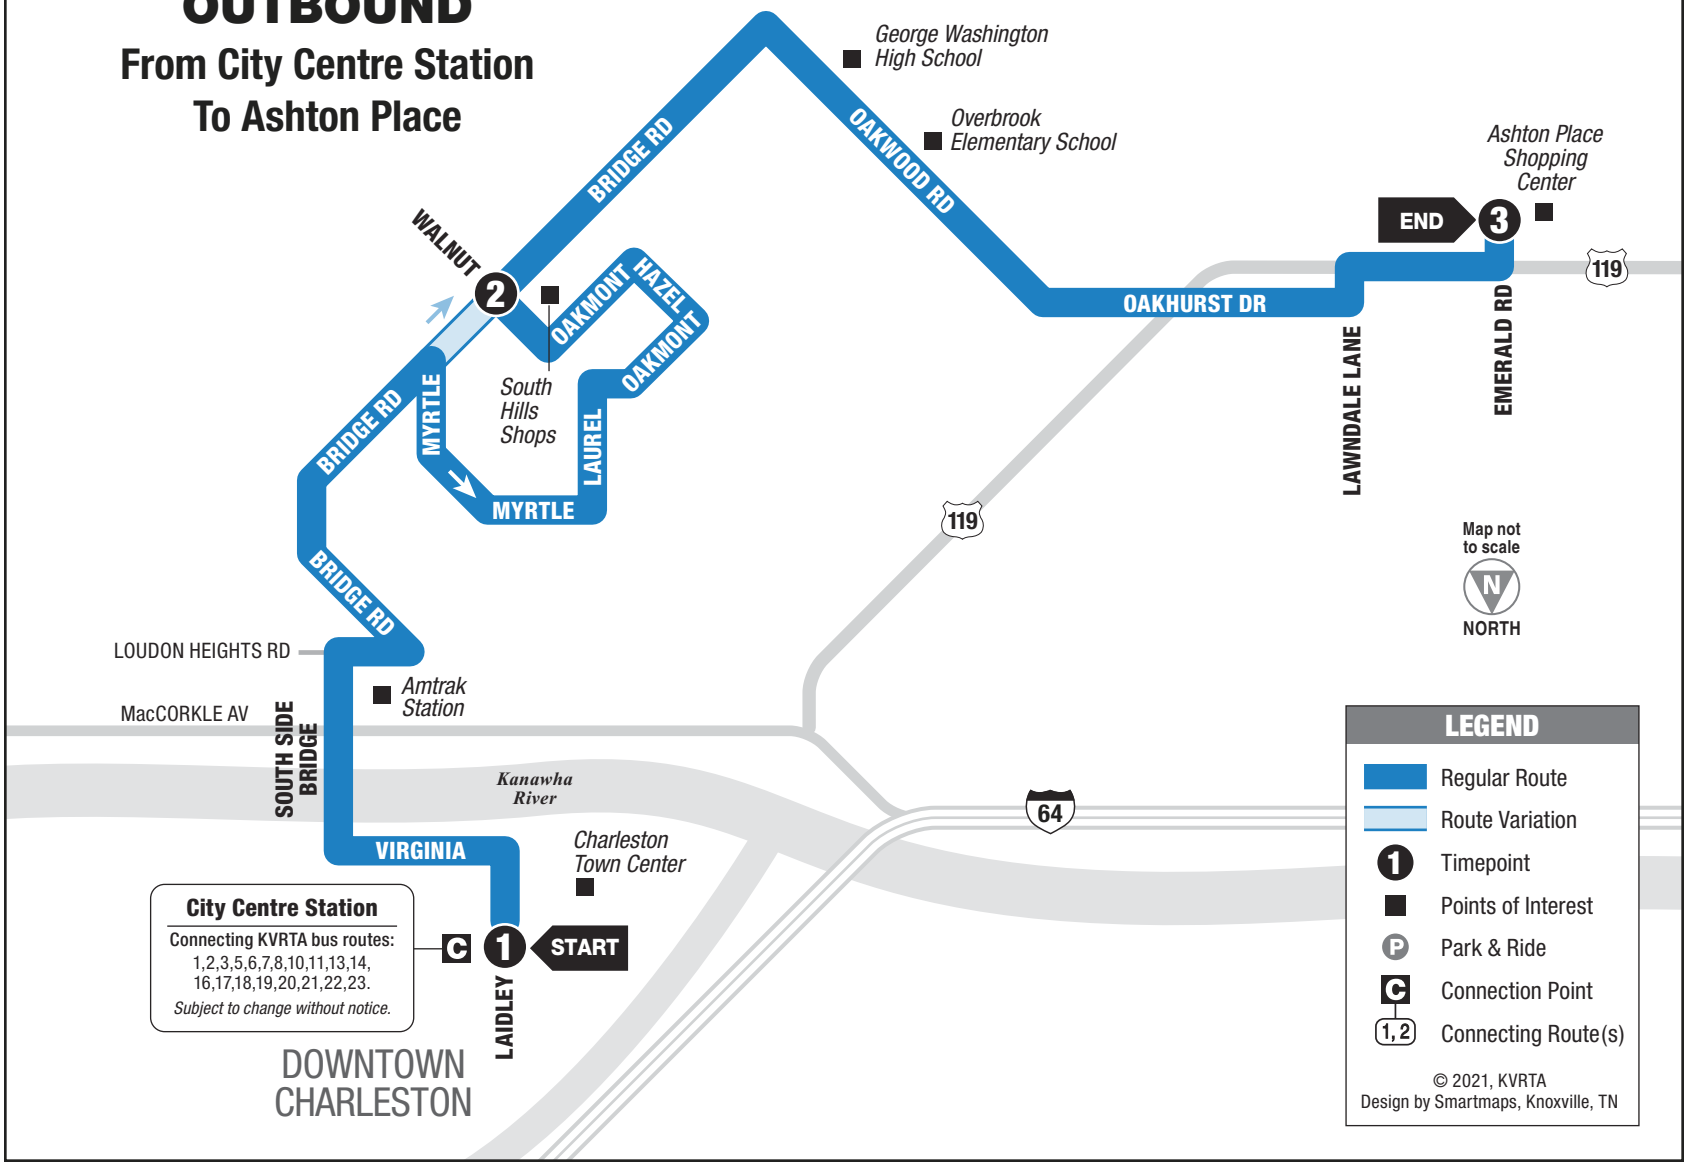 OUTBOUND
From City Centre Station
To Ashton Place
George Washington
High School
Overbrook
Elementary School
Ashton Place
Shopping
Center
END
3
119
BRIDGE RD
OAKWOOD RD
WALNUT
2
OAKMONT
HAZEL
OAKMONT
OAKHURST DR
LAWNDALE LANE
EMERALD RD
South
Hills
Shops
MYRTLE
LAUREL
MYRTLE
BRIDGE RD
BRIDGE RD
119
Map not
to scale
N
NORTH
LOUDON HEIGHTS RD
Amtrak
Station
MacCORKLE AV
SOUTH SIDE
BRIDGE
Kanawha
River
64
VIRGINIA
Charleston
Town Center
City Centre Station
Connecting KVRTA bus routes:
1,2,3,5,6,7,8,10,11,13,14,
16,17,18,19,20,21,22,23.
Subject to change without notice.
C
1
START
LAIDLEY
DOWNTOWN
CHARLESTON
LEGEND
Regular Route
Route Variation
1 Timepoint
Points of Interest
P Park & Ride
C Connection Point
1, 2 Connecting Route(s)
© 2021, KVRTA
Design by Smartmaps, Knoxville, TN